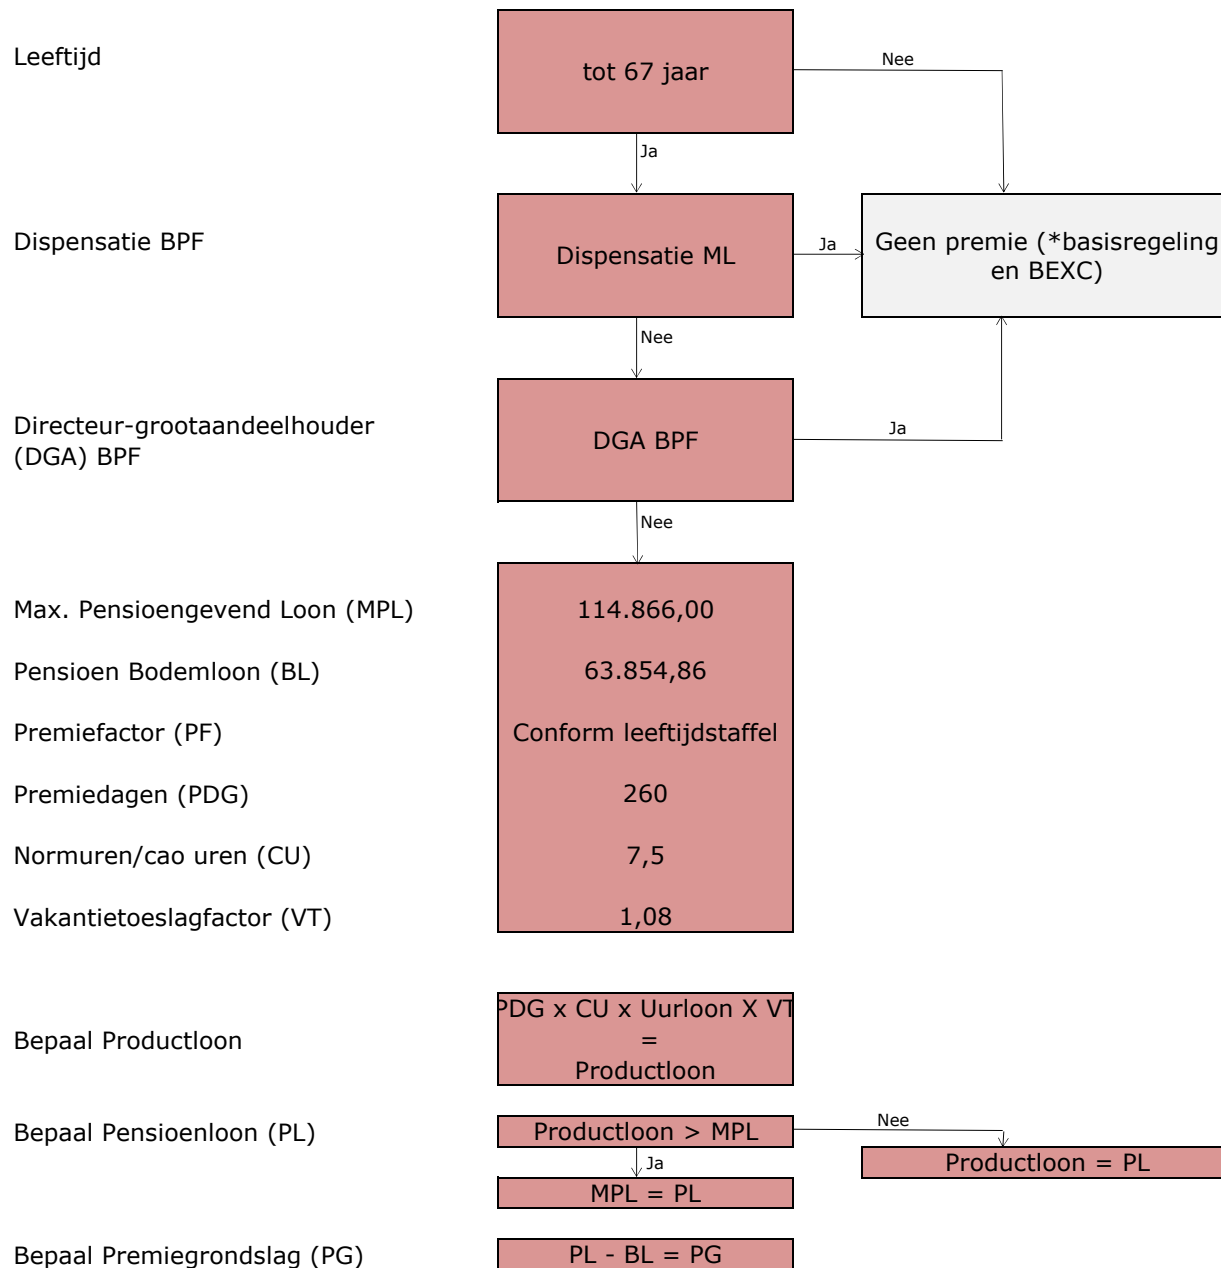 Leeftijd
tot 67 jaar
Nee
Ja
Dispensatie BPF
Dispensatie ML
Ja
Geen premie (*basisregeling
en BEXC)
Nee
Directeur-grootaandeelhouder
(DGA) BPF
DGA BPF
Ja
Nee
Max. Pensioengevend Loon (MPL)
114.866,00
Pensioen Bodemloon (BL)
63.854,86
Premiefactor (PF)
Conform leeftijdstaffel
Premiedagen (PDG)
260
Normuren/cao uren (CU)
7,5
Vakantietoeslagfactor (VT)
1,08
Bepaal Productloon
PDG x CU x Uurloon X VT
=
Productloon
Bepaal Pensioenloon (PL)
Productloon > MPL
Nee
Ja
Productloon = PL
MPL = PL
Bepaal Premiegrondslag (PG)
PL - BL = PG